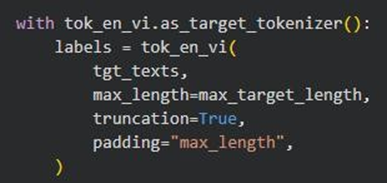 with tok_en_vi.as_target_tokenizer():
    labels = tok_en_vi(
        tgt_texts,
        max_length=max_target_length,
        truncation=True,
        padding="max_length",
    )